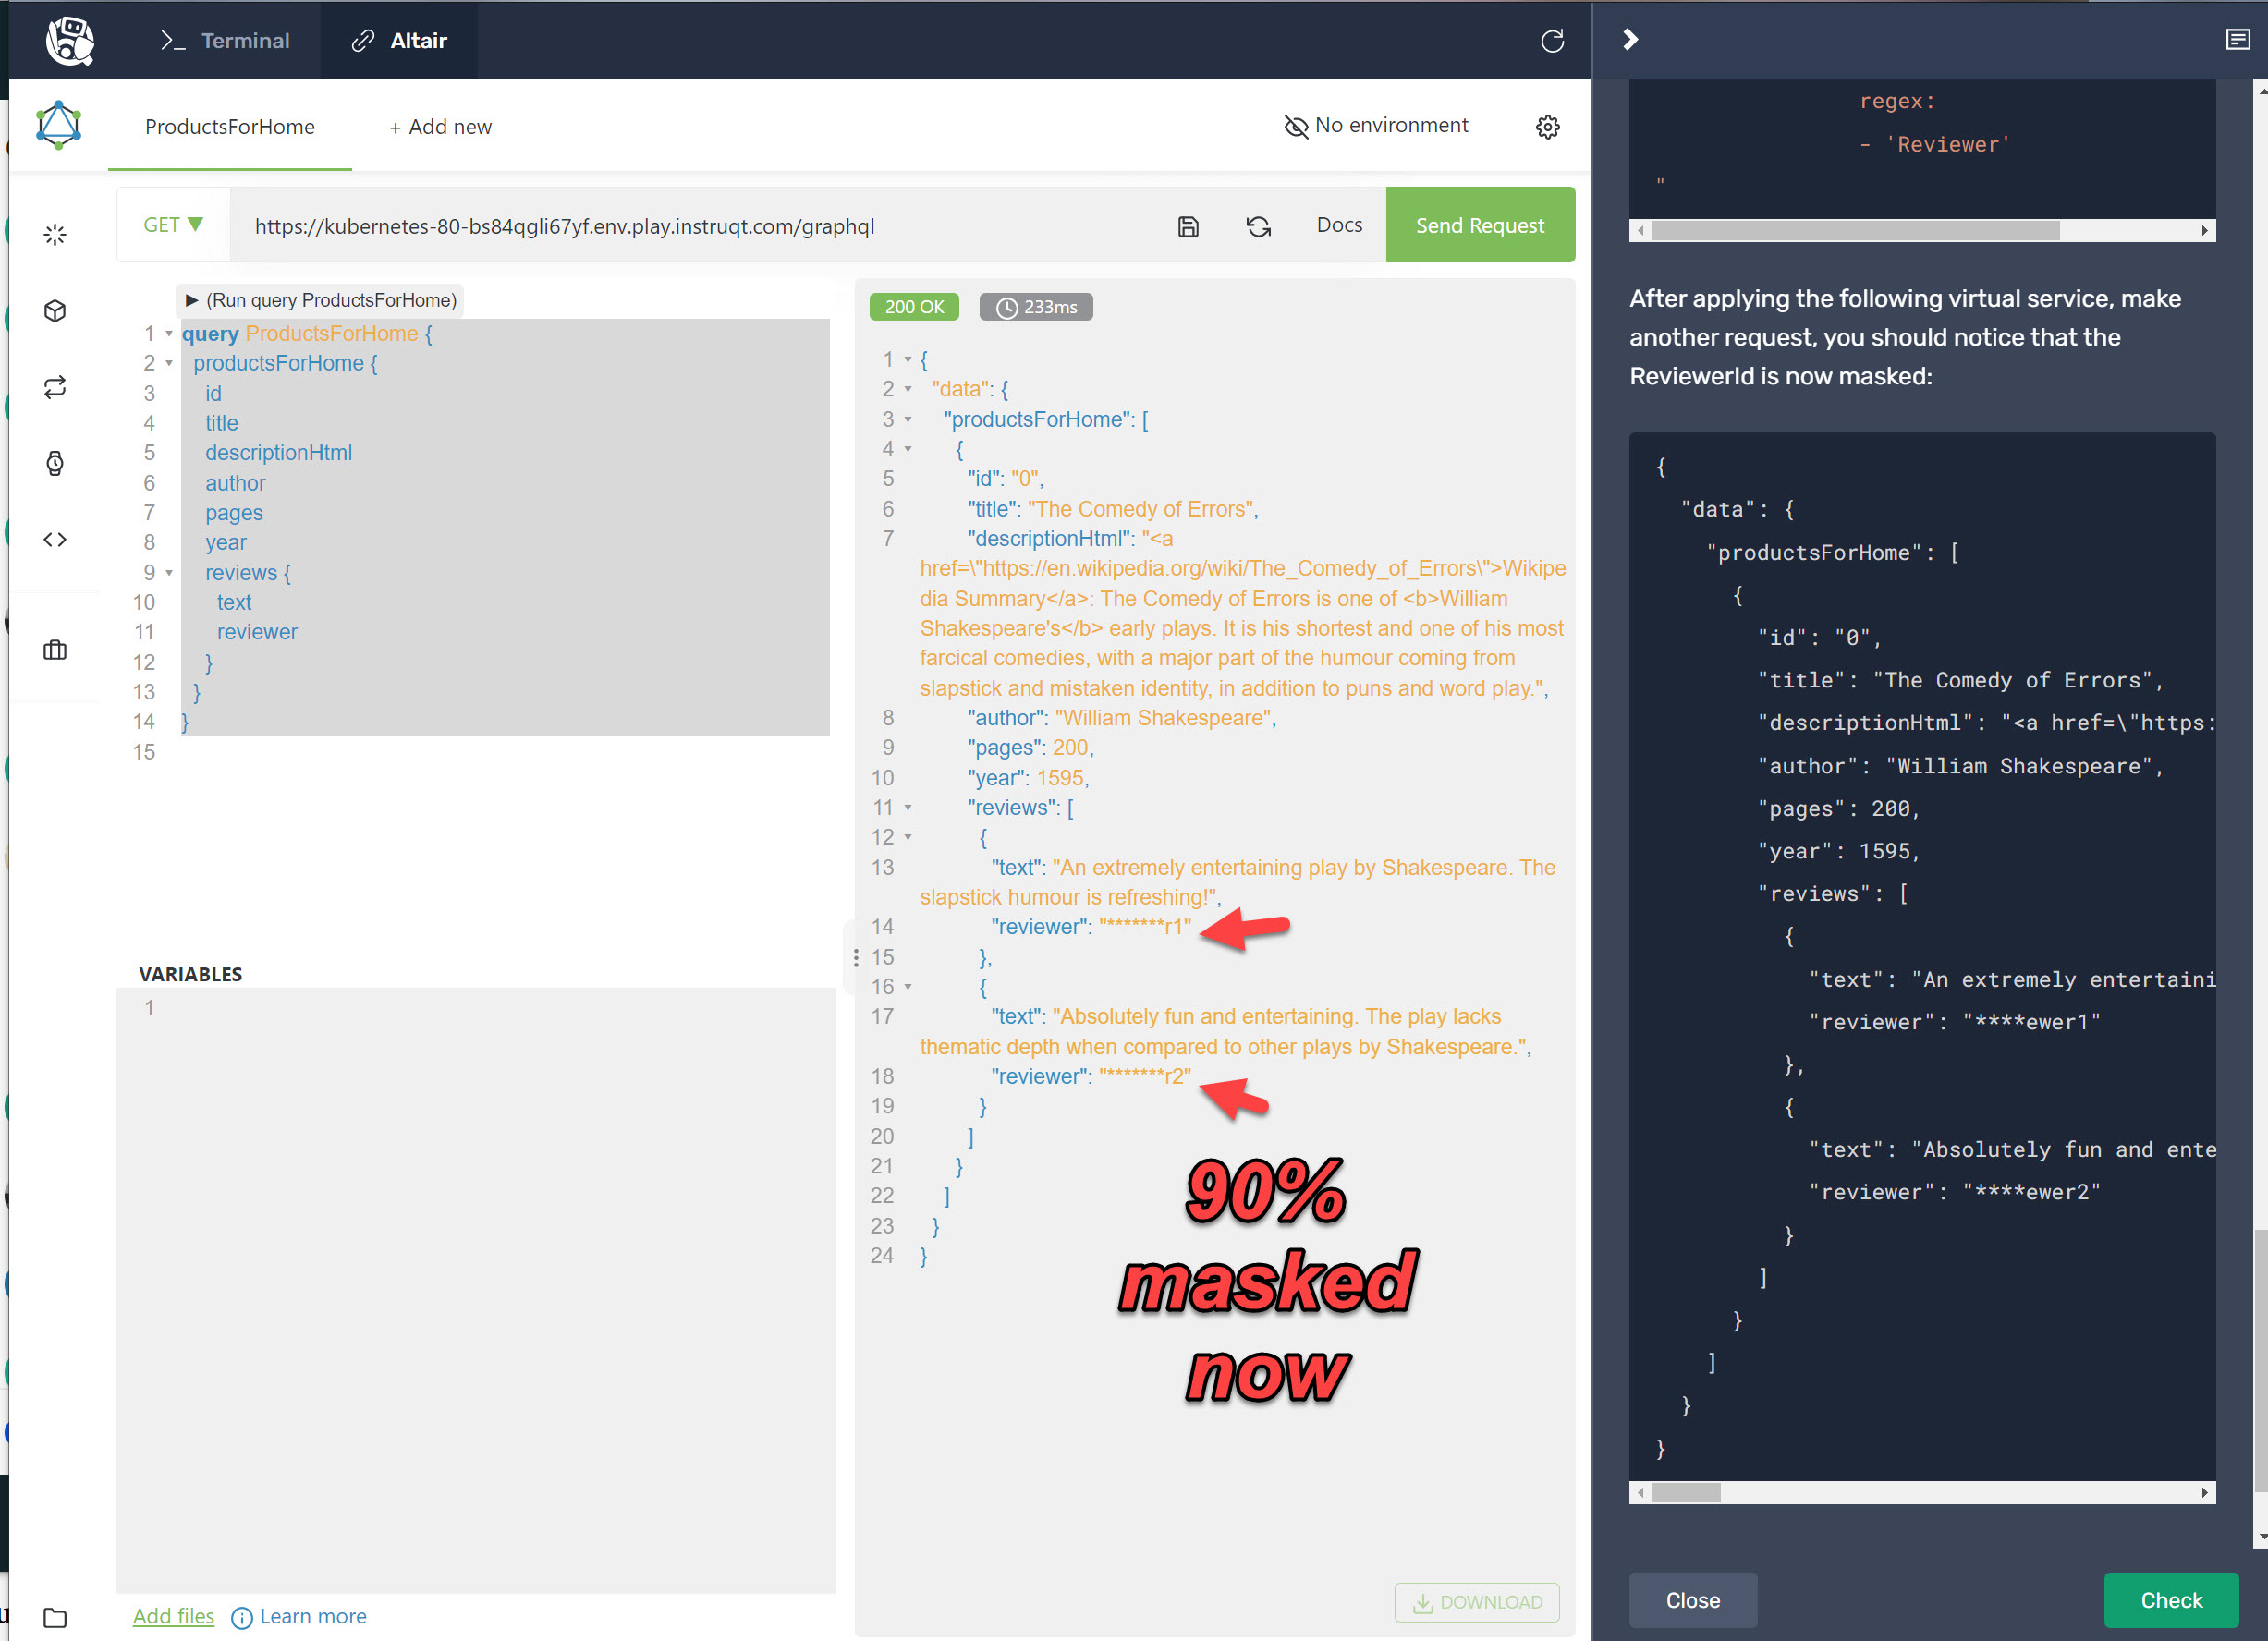 Terminal
Altair
ProductsForHome
+ Add new
No environment
GET ▼
https://kubernetes-80-bs84qgli67yf.env.play.instruqt.com/graphql
Docs
Send Request
▶ (Run query ProductsForHome)
1 query ProductsForHome {
2 productsForHome {
3 id
4 title
5 descriptionHtml
6 author
7 pages
8 year
9 reviews {
10 text
11 reviewer
12 }
13 }
14 }
15
VARIABLES
1
Add files
Learn more
200 OK
233ms
1 {
2 "data": {
3 "productsForHome": [
4 {
5 "id": "0",
6 "title": "The Comedy of Errors",
7 "descriptionHtml": "<a
href=\"https://en.wikipedia.org/wiki/The_Comedy_of_Errors\">Wikipe
dia Summary</a>: The Comedy of Errors is one of <b>William
Shakespeare's</b> early plays. It is his shortest and one of his most
farcical comedies, with a major part of the humour coming from
slapstick and mistaken identity, in addition to puns and word play.",
8 "author": "William Shakespeare",
9 "pages": 200,
10 "year": 1595,
11 "reviews": [
12 {
13 "text": "An extremely entertaining play by Shakespeare. The
slapstick humour is refreshing!",
14 "reviewer": "*******r1"
15 },
16 {
17 "text": "Absolutely fun and entertaining. The play lacks
thematic depth when compared to other plays by Shakespeare.",
18 "reviewer": "*******r2"
19 }
20 ]
21 }
22 ]
23 }
24 }
90%
masked
now
DOWNLOAD
regex:
- 'Reviewer'
"
After applying the following virtual service, make
another request, you should notice that the
ReviewerId is now masked:
{
"data": {
"productsForHome": [
{
"id": "0",
"title": "The Comedy of Errors",
"descriptionHtml": "<a href=\"https:
"author": "William Shakespeare",
"pages": 200,
"year": 1595,
"reviews": [
{
"text": "An extremely entertaini
"reviewer": "****ewer1"
},
{
"text": "Absolutely fun and ente
"reviewer": "****ewer2"
}
]
}
]
}
}
Close
Check